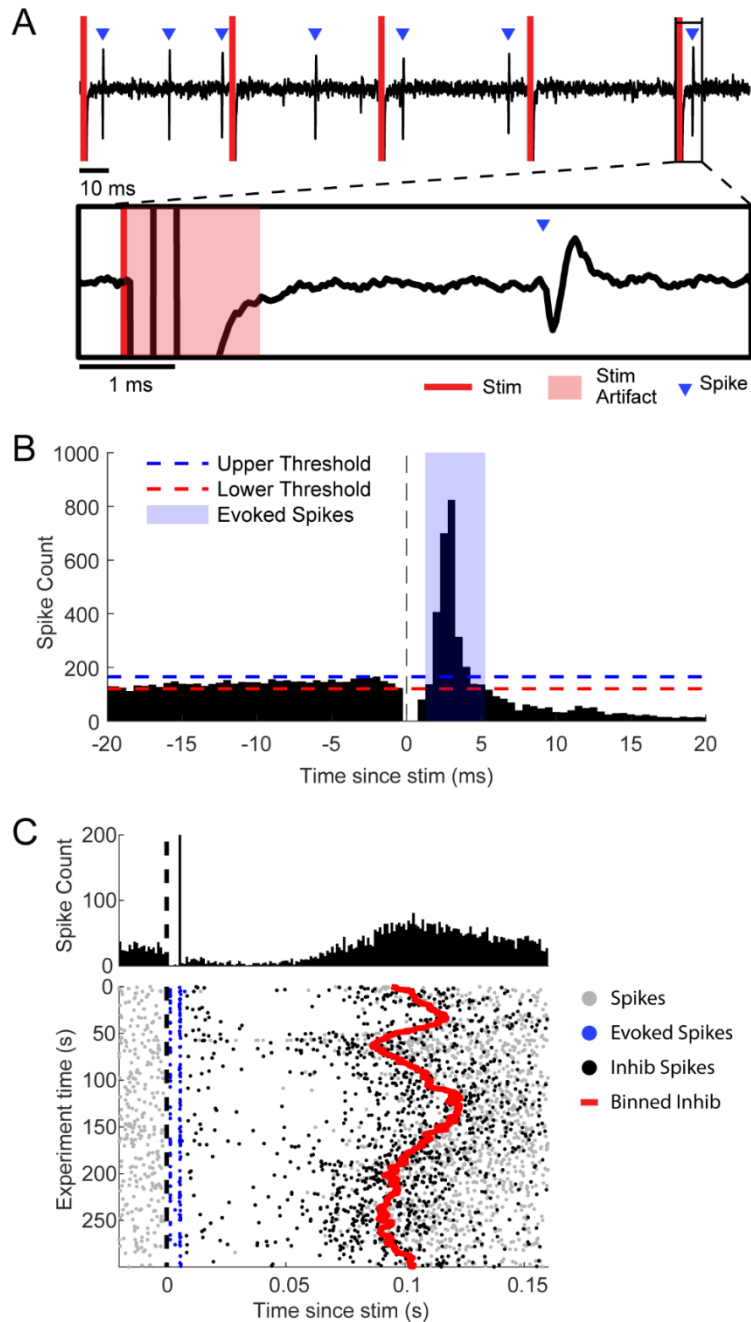 A
10 ms
1 ms
Stim
Stim
Artifact
Spike
B
1000
800
600
400
200
0
Spike Count
Upper Threshold
Lower Threshold
Evoked Spikes
-20
-15
-10
-5
0
5
10
15
20
Time since stim (ms)
C
200
100
0
Spike Count
0
50
100
150
200
250
Experiment time (s)
0
0.05
0.1
0.15
Time since stim (s)
Spikes
Evoked Spikes
Inhib Spikes
Binned Inhib